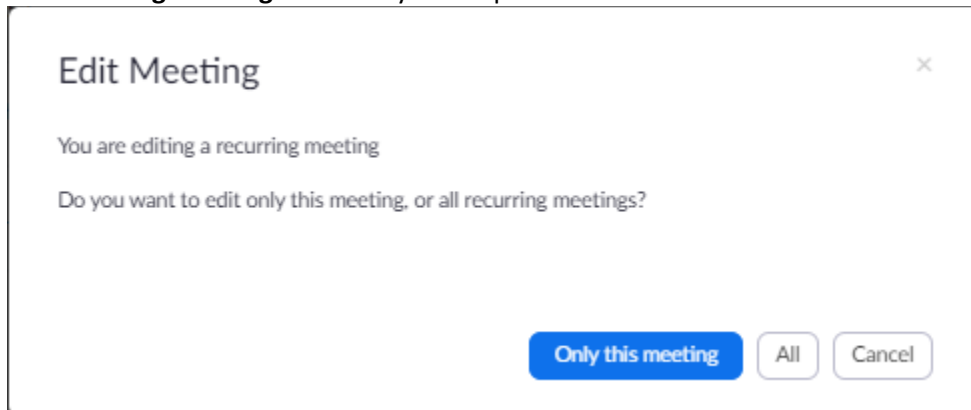 Edit Meeting
×
You are editing a recurring meeting
Do you want to edit only this meeting, or all recurring meetings?
Only this meeting All Cancel